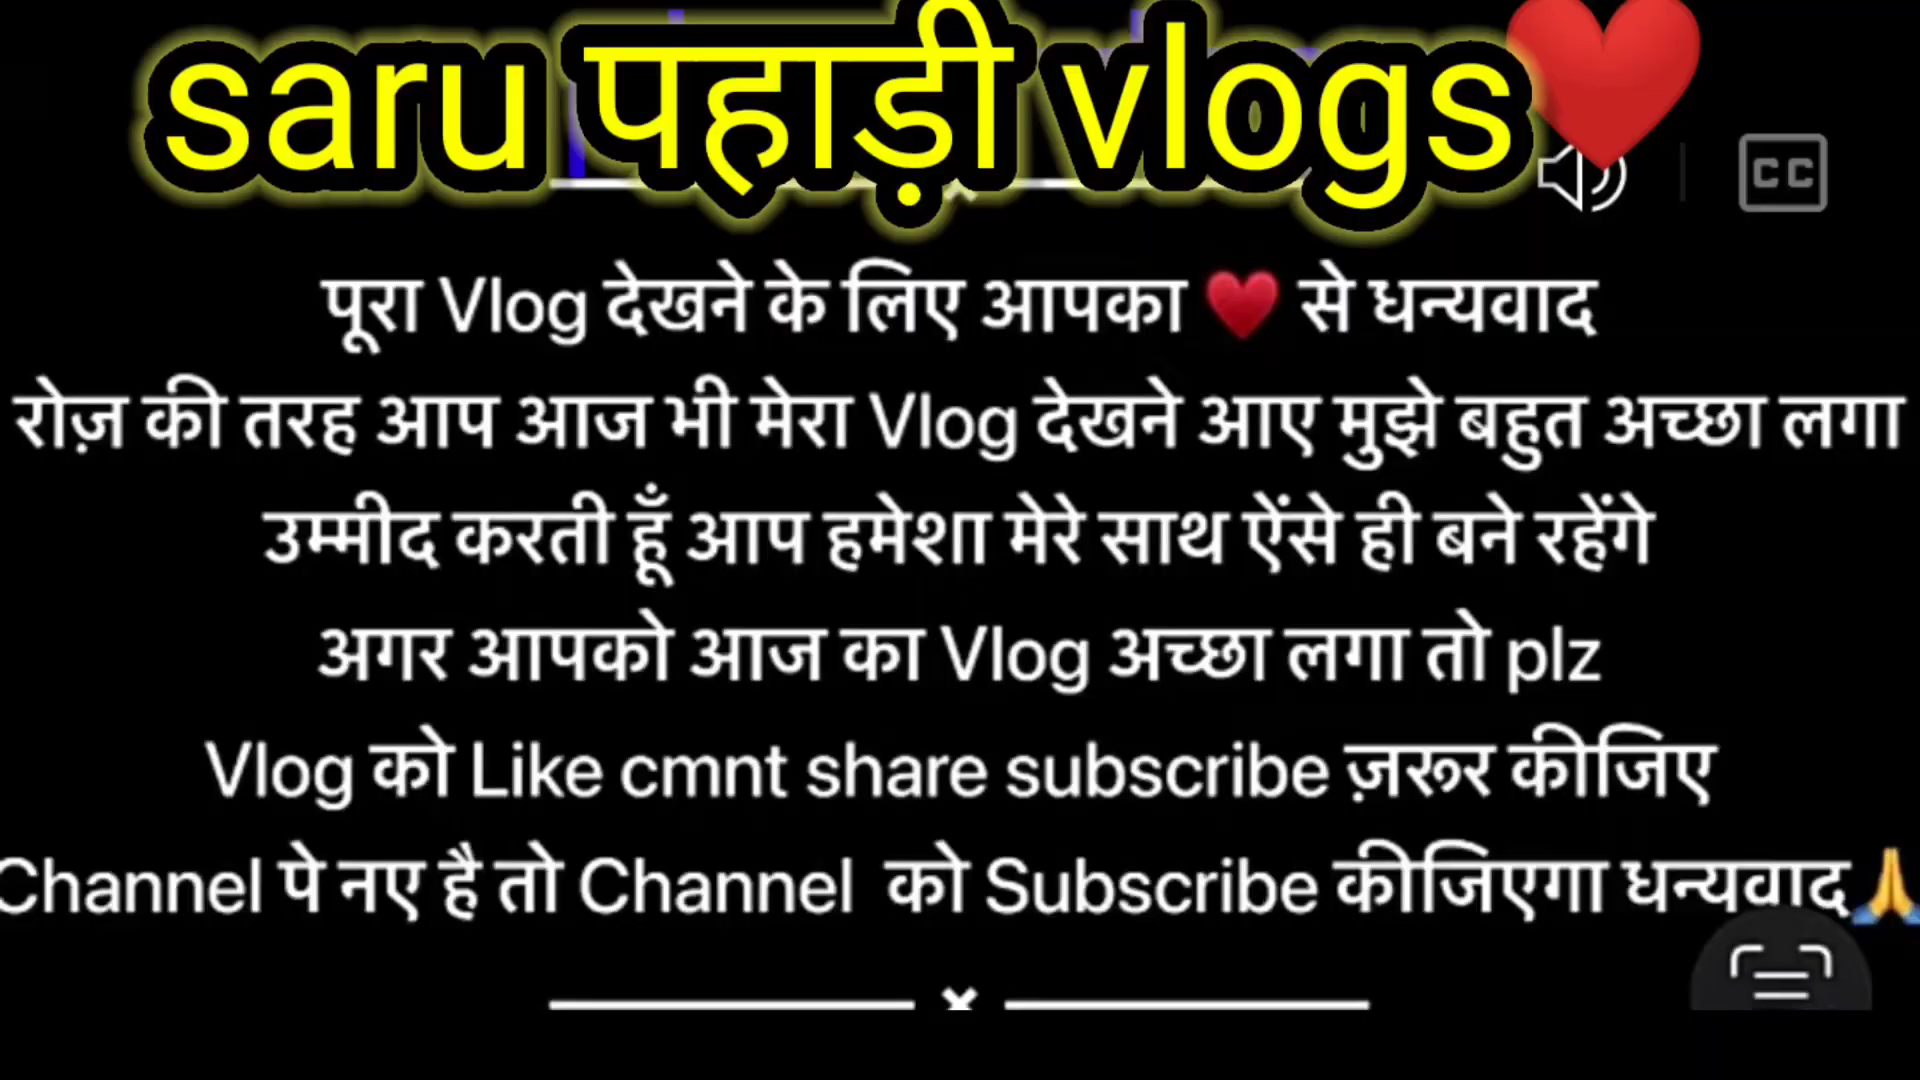 saru पहाड़ी vlogs❤️
CC
पूरा Vlog देखने के लिए आपका ♥️ से धन्यवाद
रोज़ की तरह आप आज भी मेरा Vlog देखने आए मुझे बहुत अच्छा लगा
उम्मीद करती हूँ आप हमेशा मेरे साथ ऐंसे ही बने रहेंगे
अगर आपको आज का Vlog अच्छा लगा तो plz
Vlog को Like cmnt share subscribe ज़रूर कीजिए
Channel पे नए है तो Channel को Subscribe कीजिएगा धन्यवाद🙏